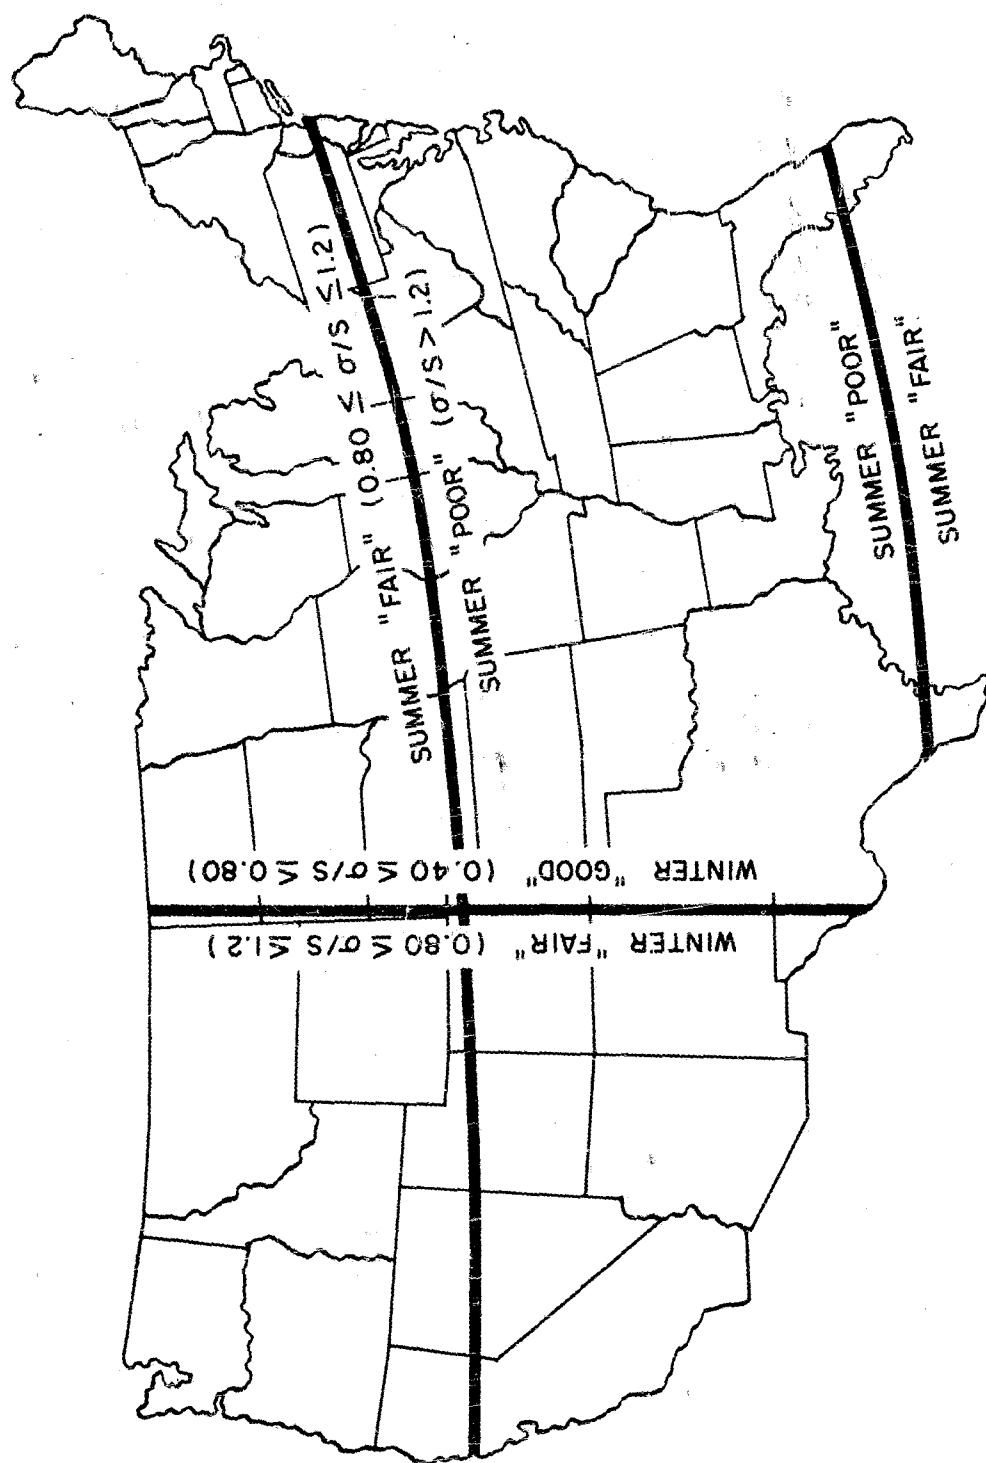 SUMMER "FAIR" (0.80 ≤ σ/S ≤ 1.2)
SUMMER "POOR" (σ/S > 1.2)
WINTER "FAIR" (0.80 ≤ σ/S ≤ 1.2)
WINTER "GOOD" (0.40 ≤ σ/S ≤ 0.80)
SUMMER "POOR"
SUMMER "FAIR"